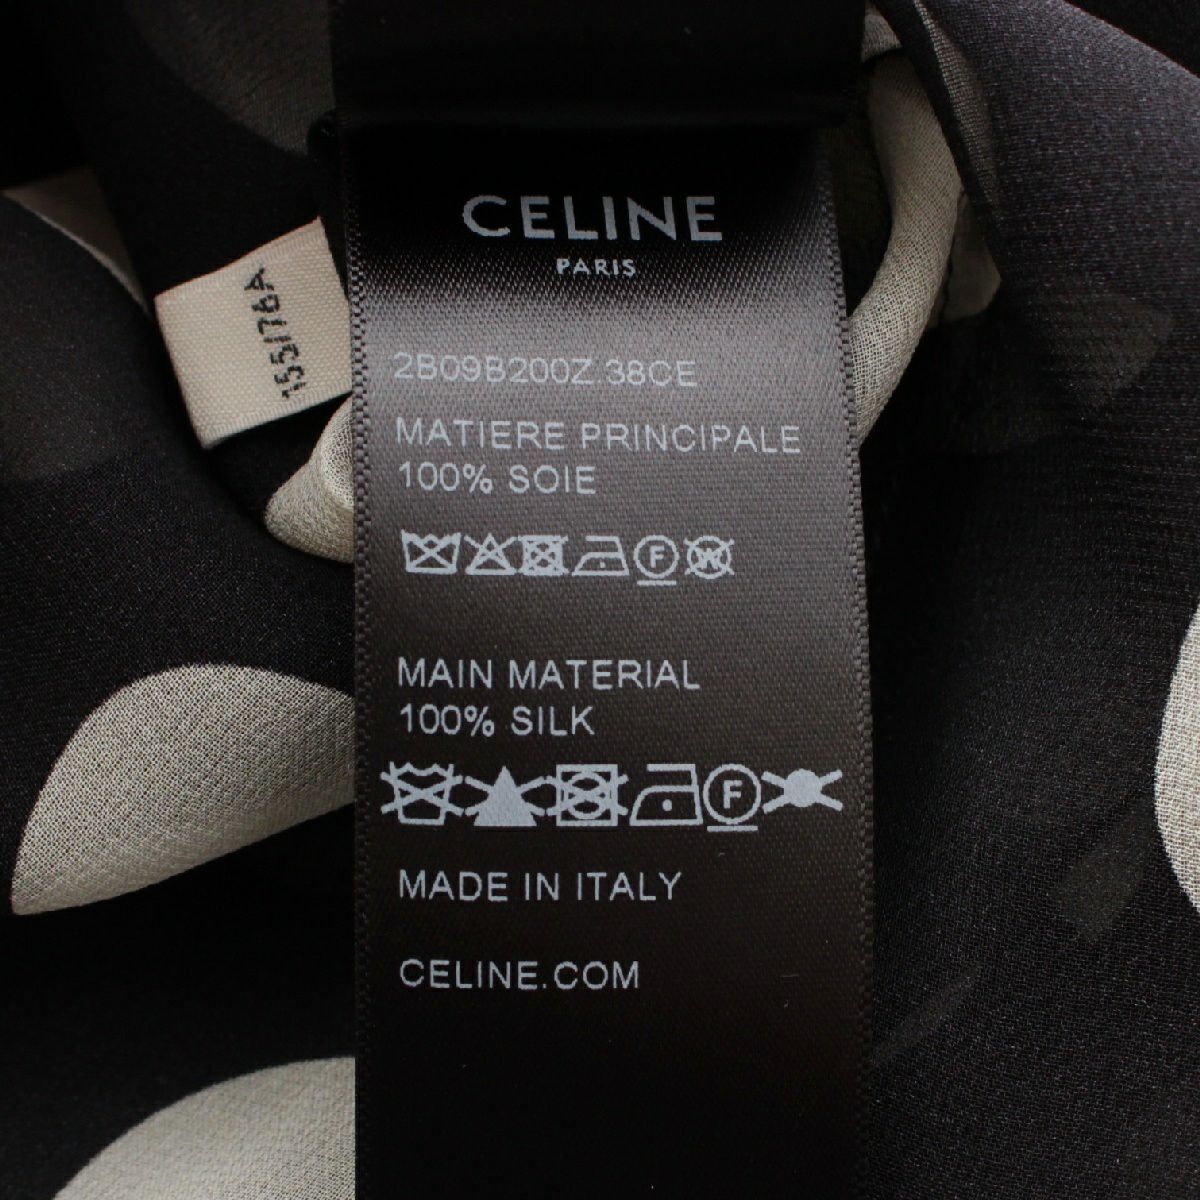 CELINE
PARIS
155/76A
2B09B200Z.38CE
MATIERE PRINCIPALE
100% SOIE
F W
MAIN MATERIAL
100% SILK
F
MADE IN ITALY
CELINE.COM